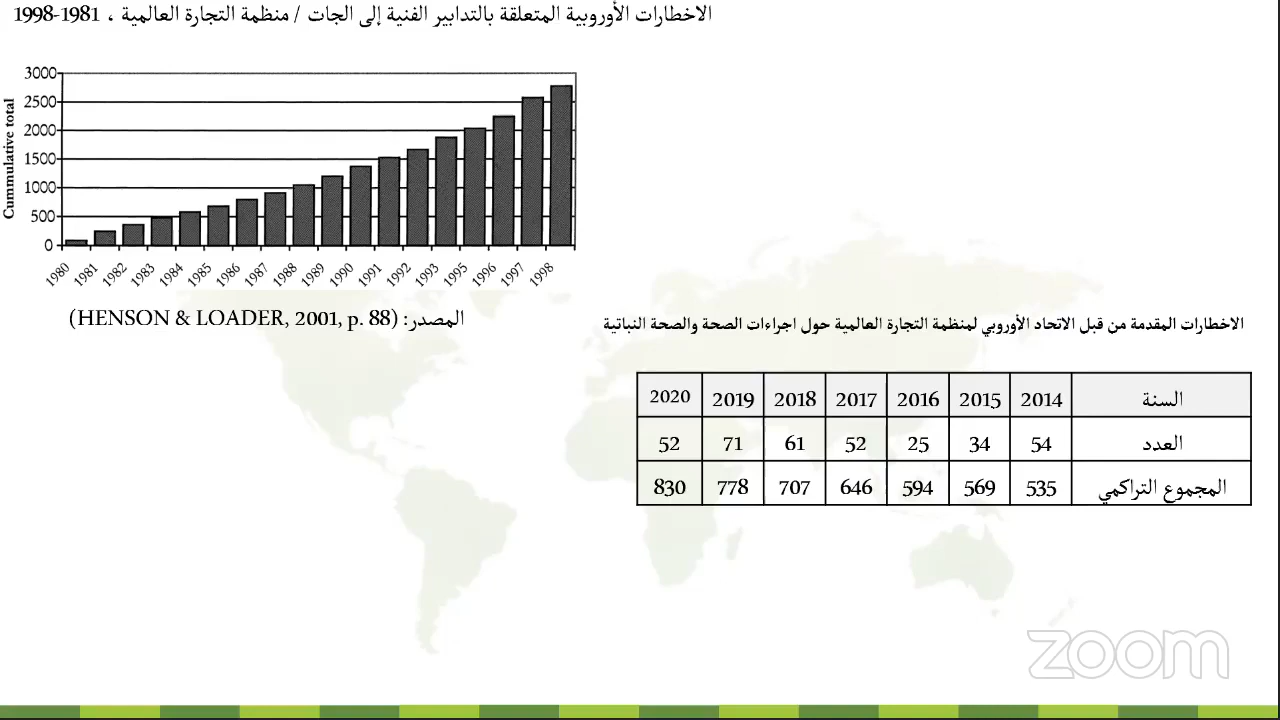 الاخطارات الأوروبية المتعلقة بالتدابير الفنية إلى الجات / منظمة التجارة العالمية ، 1981-1998
Cummulative total
3000
2500
2000
1500
1000
500
0
1980 1981 1982 1983 1984 1985 1986 1987 1988 1989 1990 1991 1992 1993 1995 1996 1997 1998
المصدر: (HENSON & LOADER, 2001, p. 88)
الاخطارات المقدمة من قبل الاتحاد الأوروبي لمنظمة التجارة العالمية حول اجراءات الصحة والصحة النباتية
السنة 2014 2015 2016 2017 2018 2019 2020
العدد 54 34 25 52 61 71 52
المجموع التراكمي 535 569 594 646 707 778 830
zoom